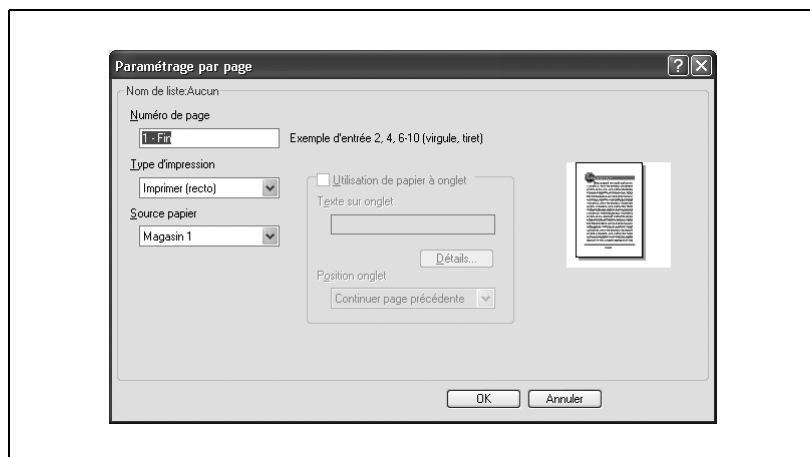 Paramétrage par page
Nom de liste:Aucun
Numéro de page
1 - Fin
Exemple d'entrée 2, 4, 6-10 (virgule, tiret)
Type d'impression
Imprimer (recto)
Source papier
Magasin 1
Utilisation de papier à onglet
Texte sur onglet
Détails...
Position onglet
Continuer page précédente
OK
Annuler